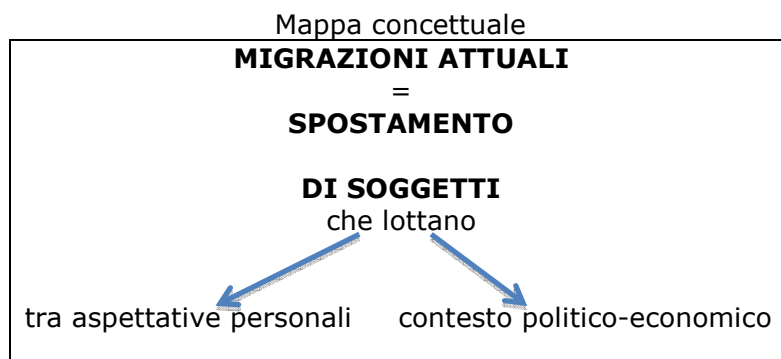 Mappa concettuale
MIGRAZIONI ATTUALI
=
SPOSTAMENTO
DI SOGGETTI
che lottano
tra aspettative personali contesto politico-economico